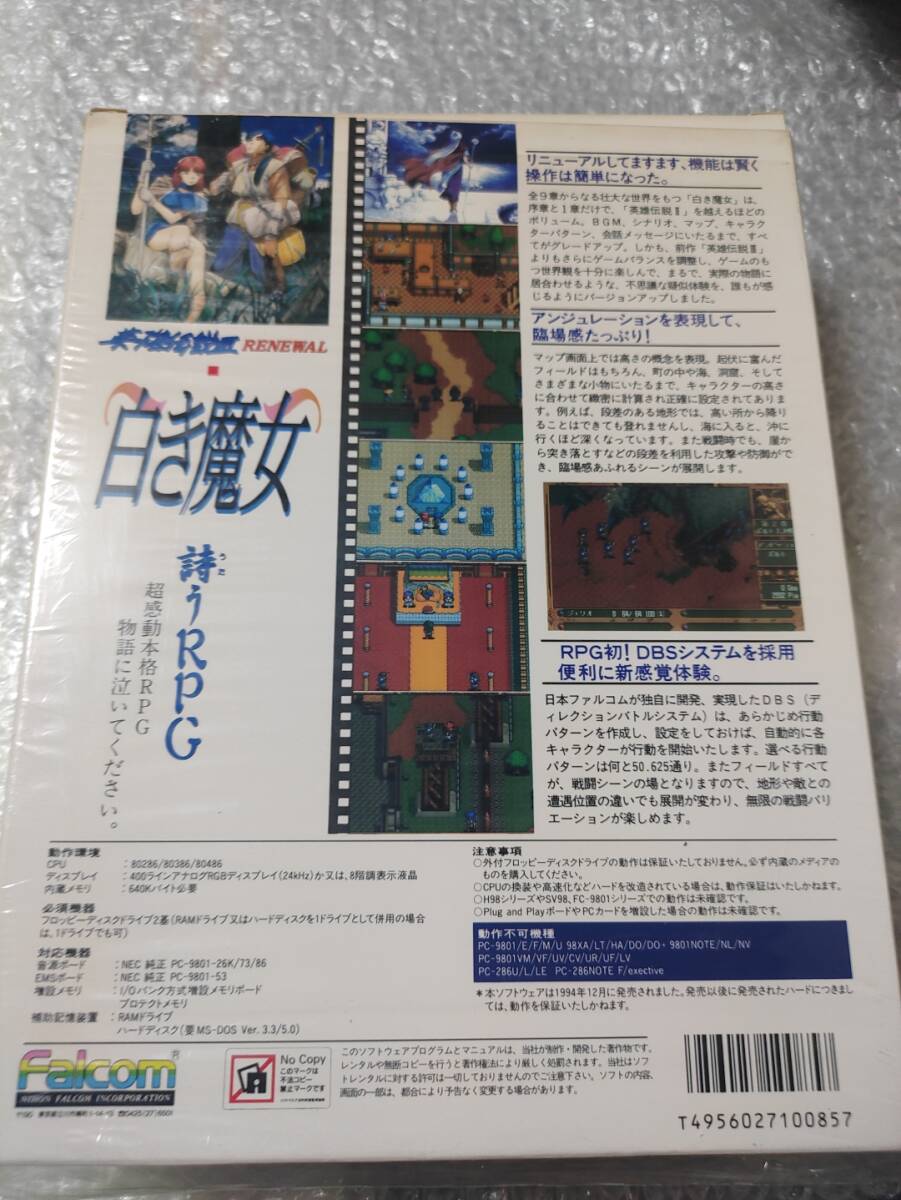 英雄伝説Ⅲ RENEWAL
白き魔女
詩うRPG
うた
超感動本格RPG
物語に泣いてください。
リニューアルしてますます、機能は賢く
操作は簡単になった。
全9章からなる壮大な世界をもつ「白き魔女」は、
序章と1章だけで、「英雄伝説Ⅱ」を越えるほどの
ボリューム。BGM、シナリオ、マップ、キャラク
ターパターン、会話メッセージにいたるまで、すべ
てがグレードアップ。しかも、前作「英雄伝説Ⅲ」
よりもさらにゲームバランスを調整し、ゲームのも
つ世界観を十分に楽しんで、まるで、実際の物語に
居合わせるような、不思議な疑似体験を、誰もが感
じるようにバージョンアップしました。
アンジュレーションを表現して、
臨場感たっぷり!
マップ画面上では高さの概念を表現。起伏に富んだ
フィールドはもちろん、町の中や海、洞窟、そして
さまざまな小物にいたるまで、キャラクターの高さ
に合わせて緻密に計算され正確に設定されてありま
す。例えば、段差のある地形では、高い所から降り
ることはできても登れませんし、海に入ると、沖に
行くほど深くなっています。また戦闘時でも、崖か
ら突き落とすなどの段差を利用した攻撃や防御がで
き、臨場感あふれるシーンが展開します。
ジュリオ
RPG初! DBSシステムを採用
便利に新感覚体験。
日本ファルコムが独自に開発、実現したDBS(デ
ィレクションバトルシステム)は、あらかじめ行動
パターンを作成し、設定をしておけば、自動的に各
キャラクターが行動を開始いたします。選べる行動
パターンは何と50.625通り。またフィールドすべて
が、戦闘シーンの場となりますので、地形や敵との
遭遇位置の違いでも展開が変わり、無限の戦闘バリ
エーションが楽しめます。
動作環境
CPU :80286/80386/80486
ディスプレイ :400ラインアナログRGBディスプレイ(24kHz)か又は、8階調表示液晶
内蔵メモリ :640Kバイト必要
必須機器
フロッピーディスクドライブ2基(RAMドライブ又はハードディスクを1ドライブとして併用の場合
は、1ドライブでも可)
対応機器
音源ボード :NEC 純正 PC-9801-26K/73/86
EMSボード :NEC 純正 PC-9801-53
増設メモリ :I/Oバンク方式増設メモリボード
プロテクトメモリ
補助記憶装置 :RAMドライブ
ハードディスク(要MS-DOS Ver. 3.3/5.0)
注意事項
○外付フロッピーディスクドライブの動作は保証いたしておりません。必ず内蔵のメディアの
ものを購入してください。
○CPUの換装や高速化などハードを改造されている場合は、動作保証はいたしかねます。
○H98シリーズやSV98、FC-9801シリーズでの動作は未確認です。
○Plug and PlayボードやPCカードを増設した場合の動作は未確認です。
動作不可機種
PC-9801/E/F/M/U 98XA/LT/HA/DO/DO+ 9801NOTE/NL/NV
PC-9801VM/VF/UV/CV/UR/UF/LV
PC-286U/L/LE PC-286NOTE F/exective
*本ソフトウェアは1994年12月に発売されました。発売以後に発売されたハードにつきまし
ては、動作を保証いたしかねます。
Falcom®
NIHON FALCOM INCORPORATION
No Copy
このマークは
不法コピー
禁止マークです
このソフトウェアプログラムとマニュアルは、当社が制作・開発した著作物です。
レンタルや無断コピーを行うと著作権法により厳しく処罰されます。当社はソフ
トレンタルに対する許可は一切しておりませんのでご注意下さい。ソフトの内容、
画面の一部は、都合により予告なく変更する場合があります。
T4956027100857